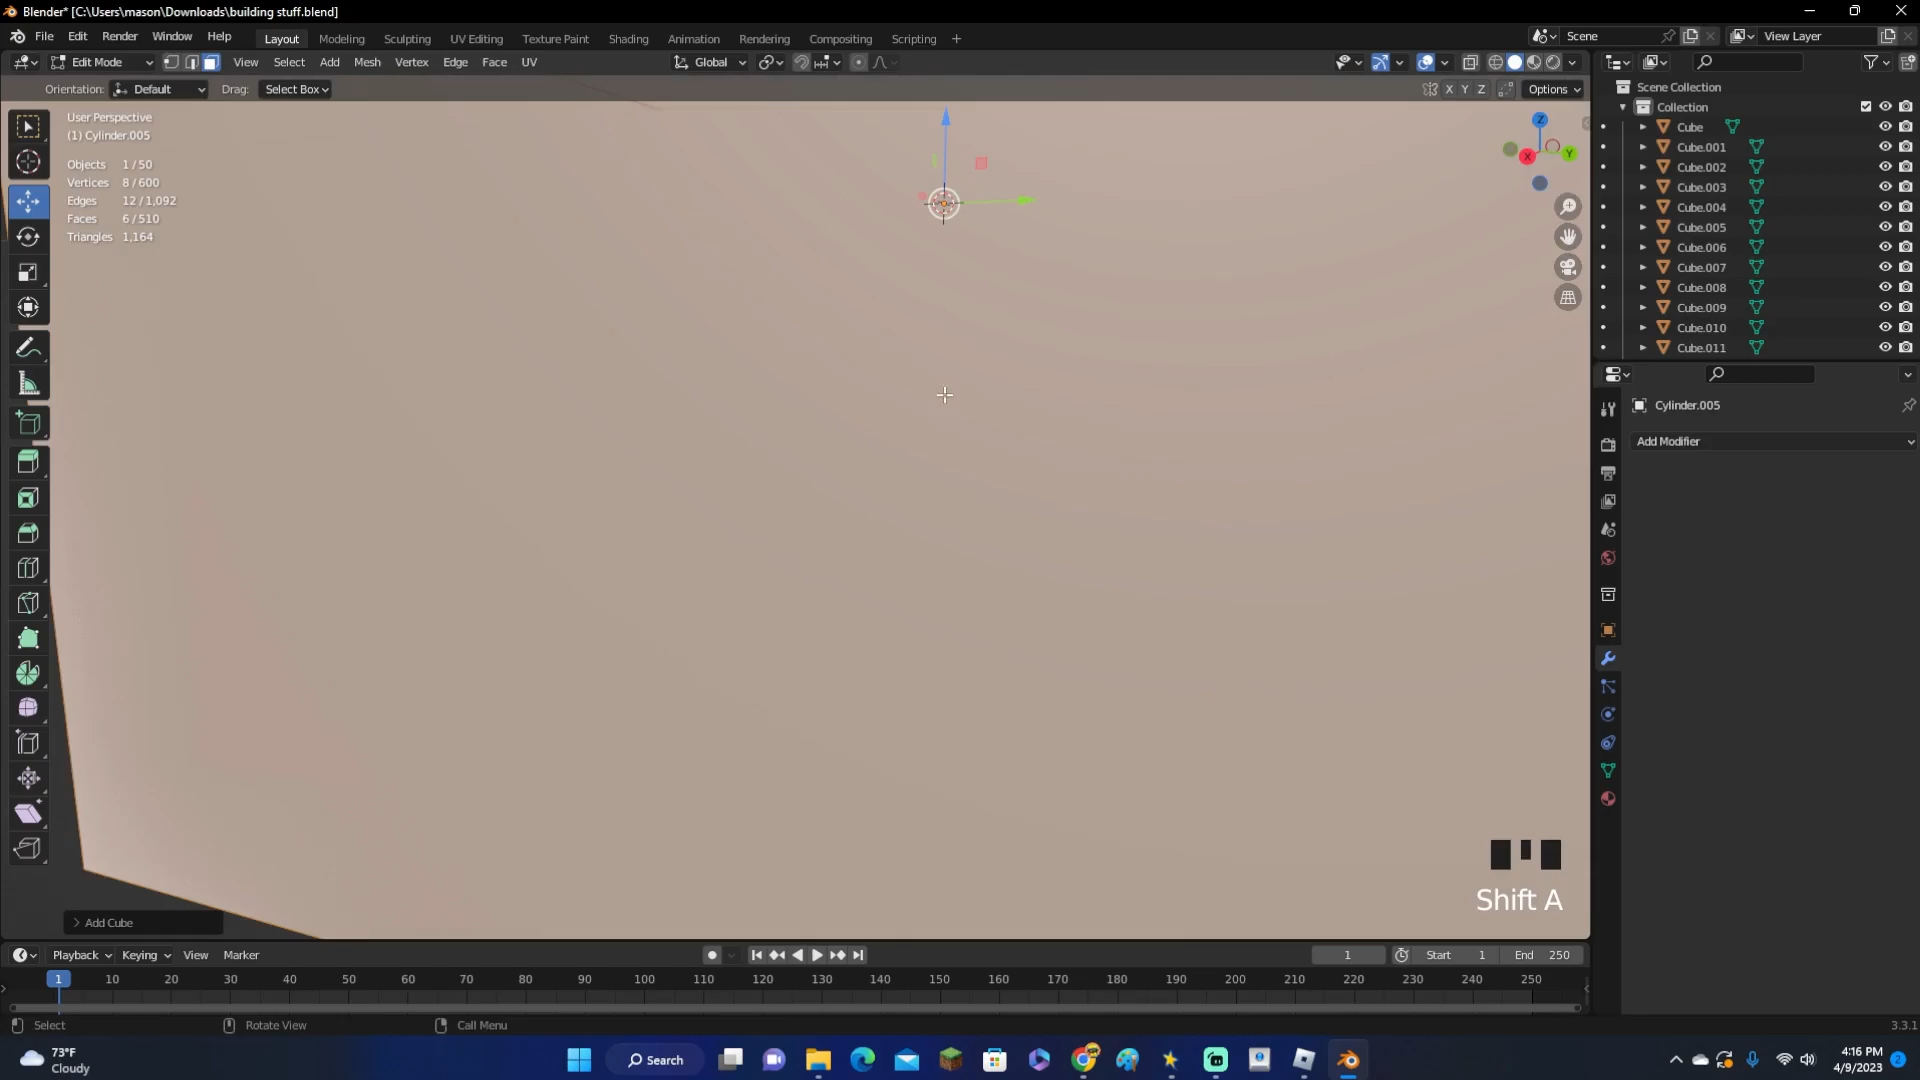 Blender* [C:\Users\mason\Downloads\building stuff.blend]
File Edit Render Window Help Layout Modeling Sculpting UV Editing Texture Paint Shading Animation Rendering Compositing Scripting + Scene View Layer
Edit Mode View Select Add Mesh Vertex Edge Face UV Global
Orientation: Default Drag: Select Box X Y Z Options
User Perspective
(1) Cylinder.005
Objects 1 / 50
Vertices 8 / 600
Edges 12 / 1,092
Faces 6 / 510
Triangles 1,164
Z
X
Y
Scene Collection
Collection
Cube
Cube.001
Cube.002
Cube.003
Cube.004
Cube.005
Cube.006
Cube.007
Cube.008
Cube.009
Cube.010
Cube.011
Cylinder.005
Add Modifier
Shift A
Add Cube
Playback Keying View Marker 1 Start 1 End 250
1 10 20 30 40 50 60 70 80 90 100 110 120 130 140 150 160 170 180 190 200 210 220 230 240 250
Select Rotate View Call Menu 3.3.1
73°F
Cloudy
Search
4:16 PM
4/9/2023
2